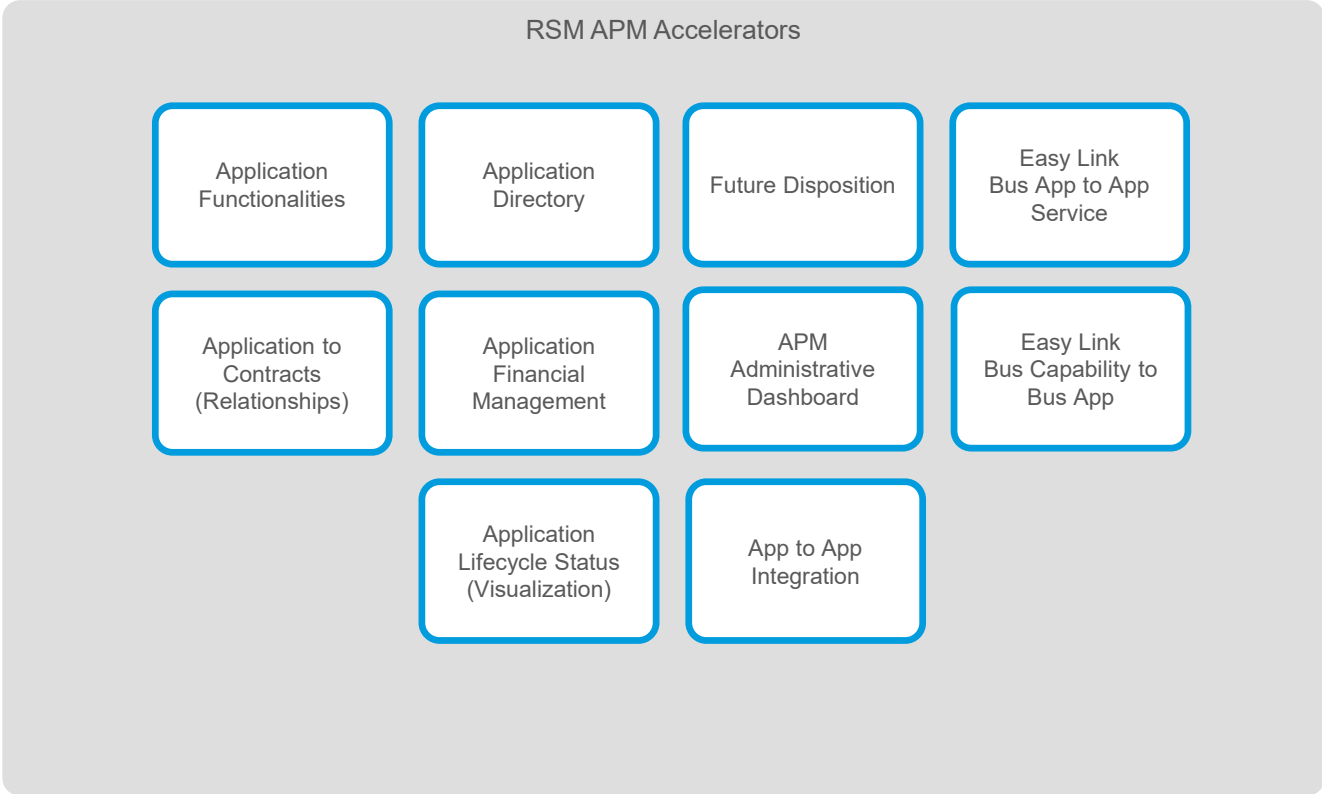 RSM APM Accelerators
Application
Functionalities
Application
Directory
Future Disposition
Easy Link
Bus App to App
Service
Application to
Contracts
(Relationships)
Application
Financial
Management
APM
Administrative
Dashboard
Easy Link
Bus Capability to
Bus App
Application
Lifecycle Status
(Visualization)
App to App
Integration